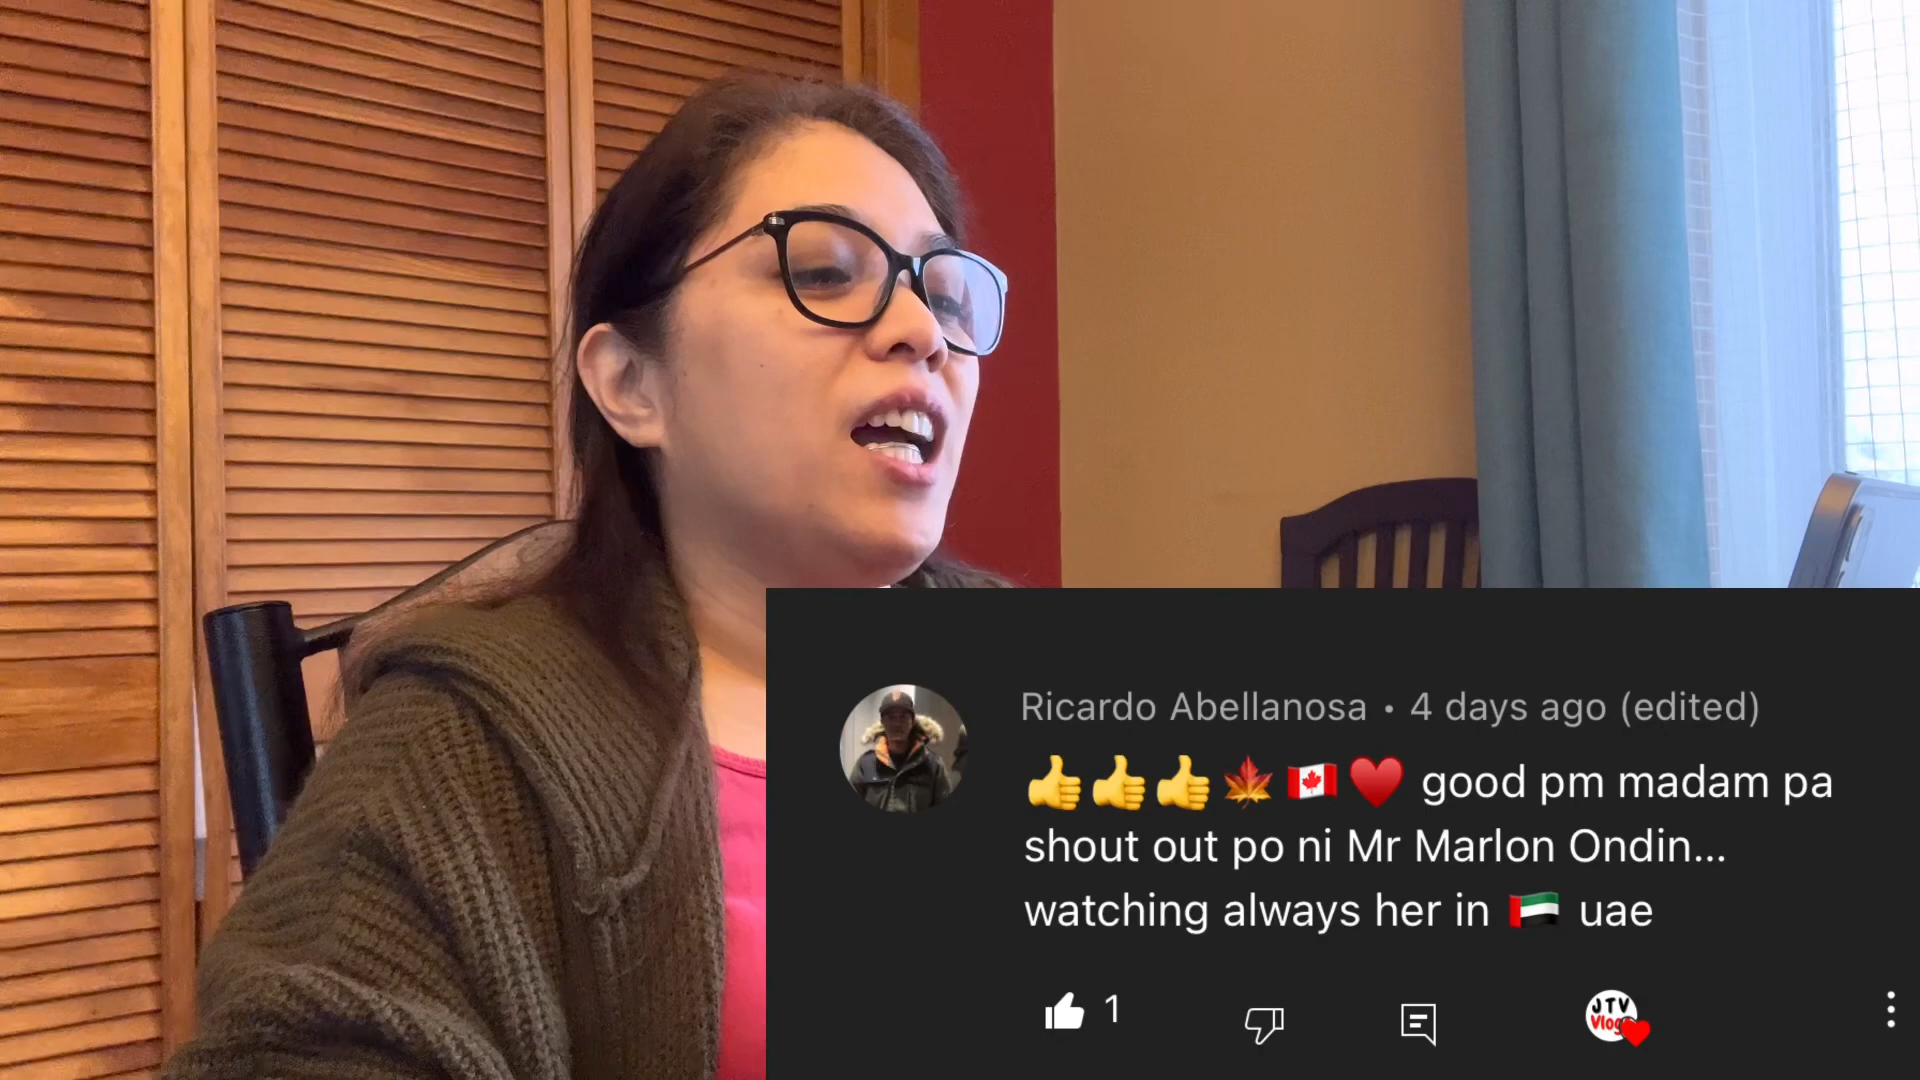 Ricardo Abellanosa • 4 days ago (edited)
👍👍👍🍁🇨🇦♥️ good pm madam pa
shout out po ni Mr Marlon Ondin...
watching always her in 🇦🇪 uae
1
JTV
Vlogs